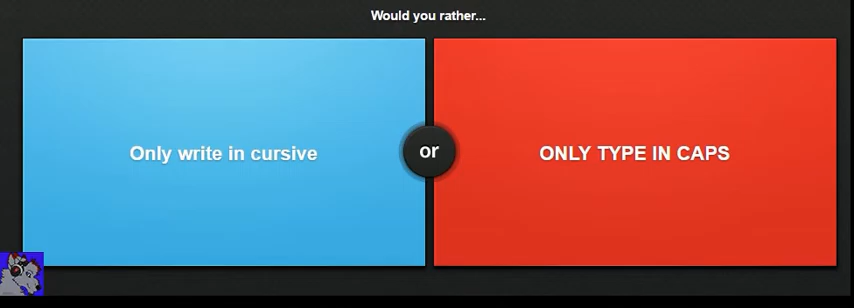 Would you rather...
Only write in cursive
or
ONLY TYPE IN CAPS